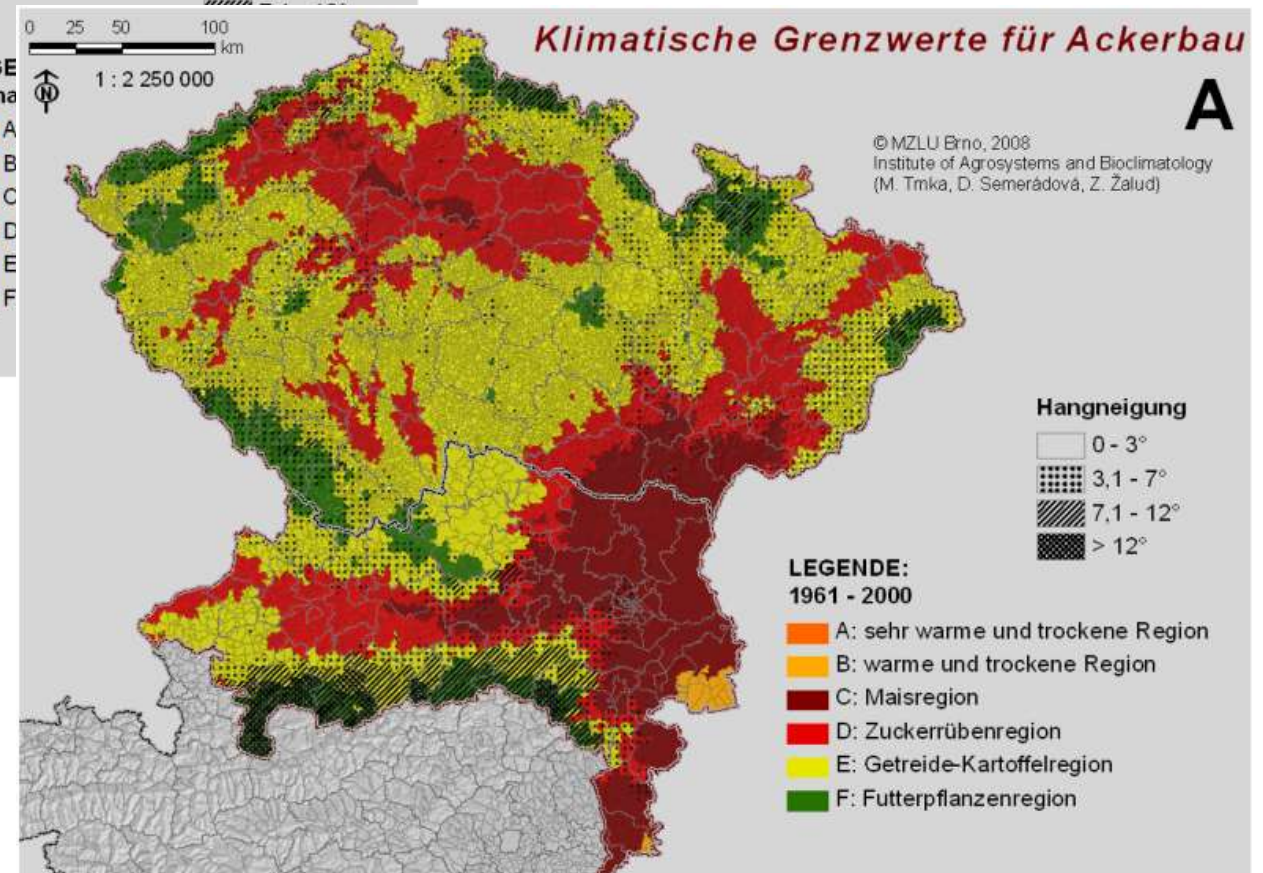 0 25 50 100
km
1 : 2 250 000
N
Klimatische Grenzwerte für Ackerbau
A
© MZLU Brno, 2008
Institute of Agrosystems and Bioclimatology
(M. Trnka, D. Semerádová, Z. Žalud)
A
B
C
D
E
F
Hangneigung
0 - 3°
3,1 - 7°
7,1 - 12°
> 12°
LEGENDE:
1961 - 2000
A: sehr warme und trockene Region
B: warme und trockene Region
C: Maisregion
D: Zuckerrübenregion
E: Getreide-Kartoffelregion
F: Futterpflanzenregion